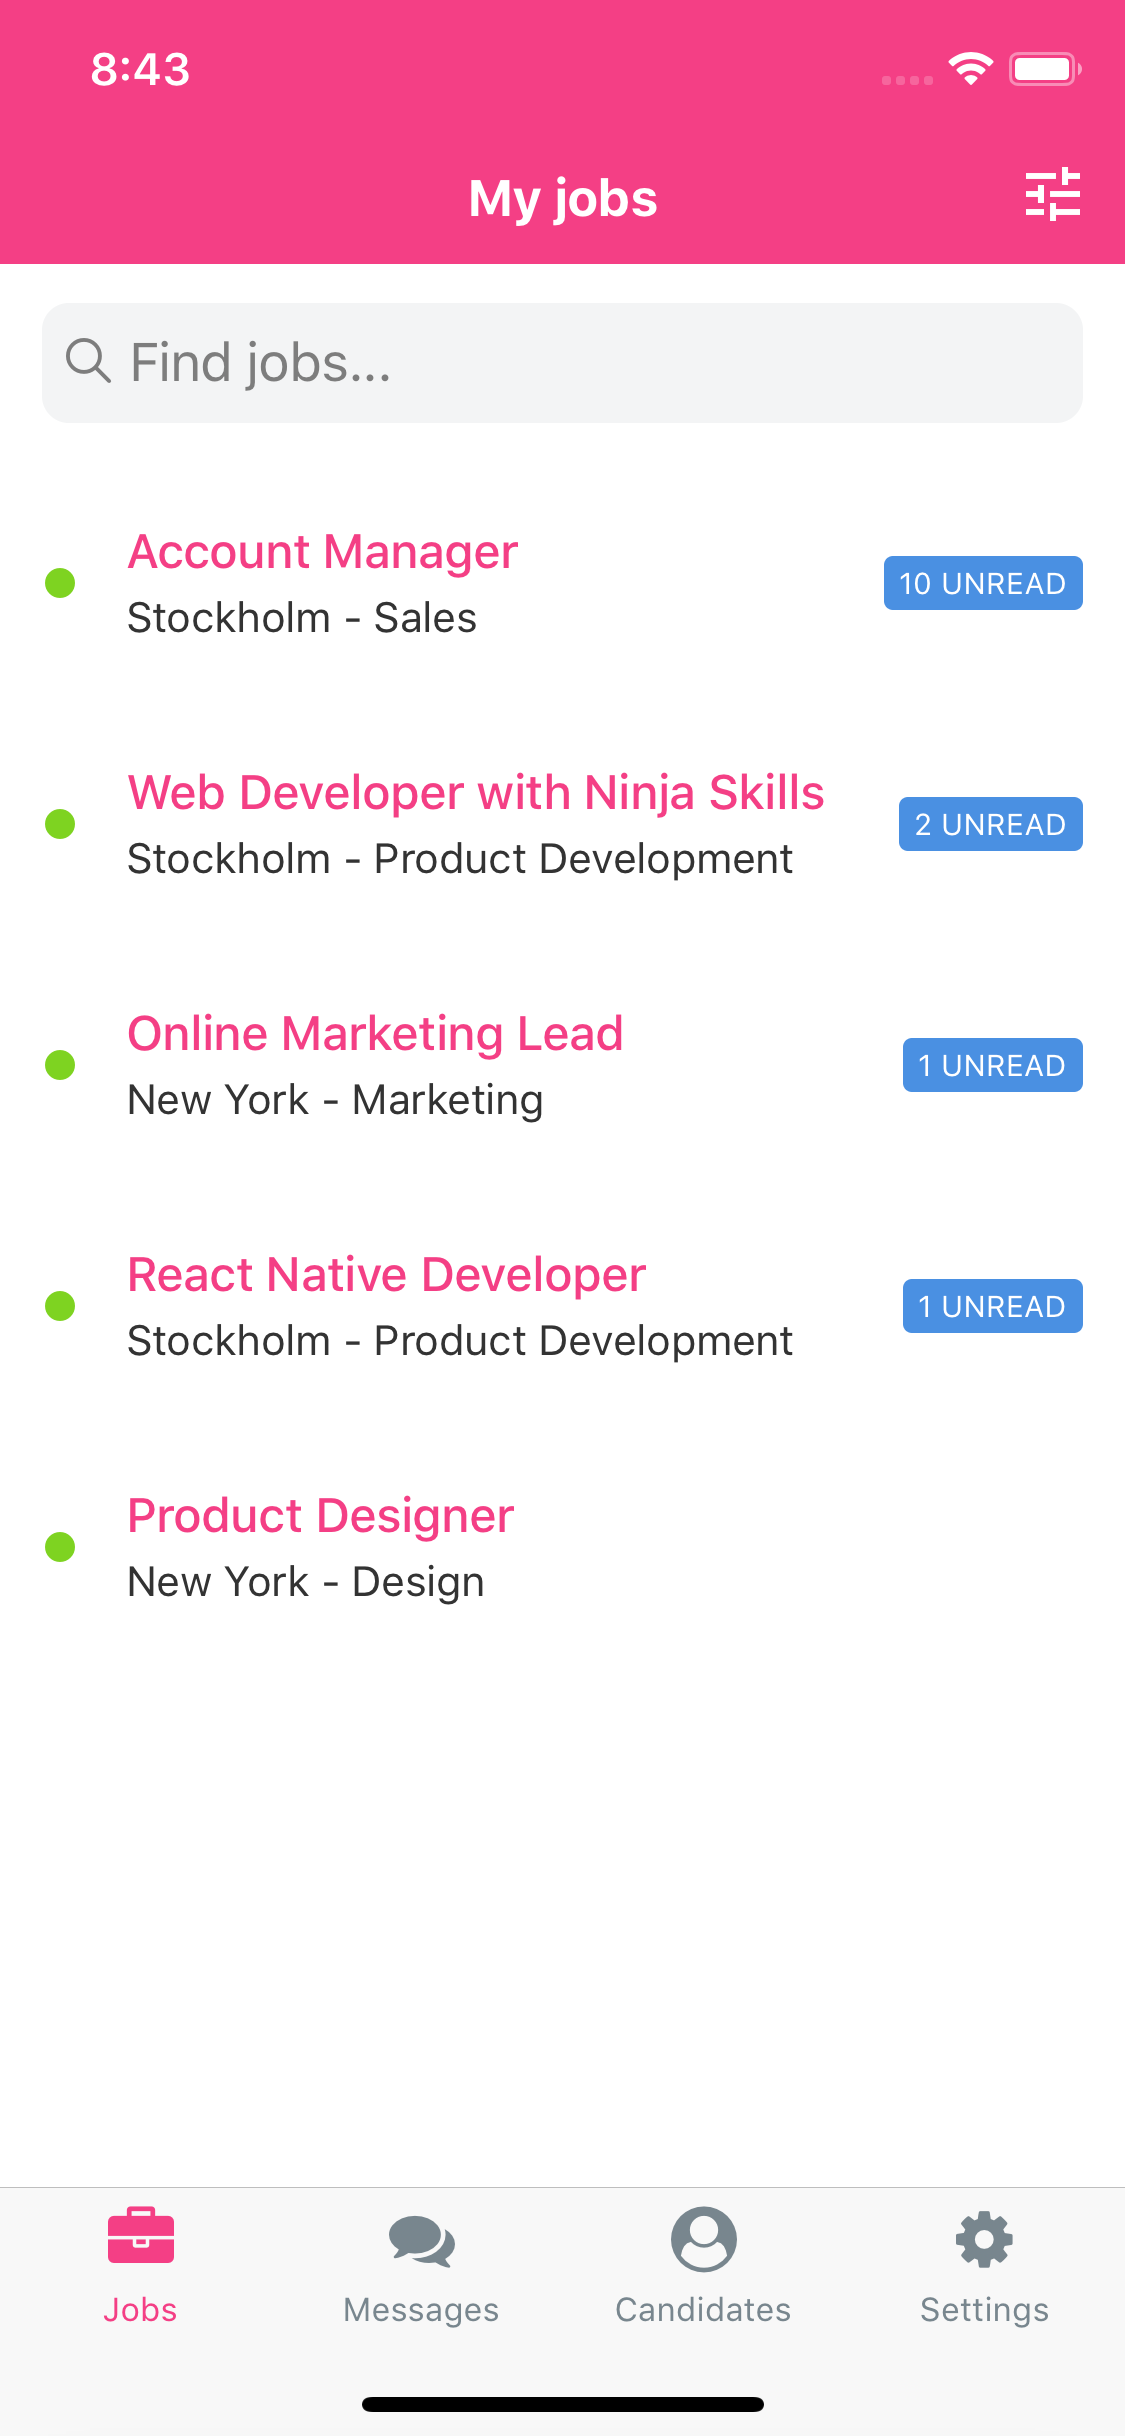 8:43
My jobs
Find jobs...
Account Manager
Stockholm - Sales
10 UNREAD
Web Developer with Ninja Skills
Stockholm - Product Development
2 UNREAD
Online Marketing Lead
New York - Marketing
1 UNREAD
React Native Developer
Stockholm - Product Development
1 UNREAD
Product Designer
New York - Design
Jobs
Messages
Candidates
Settings